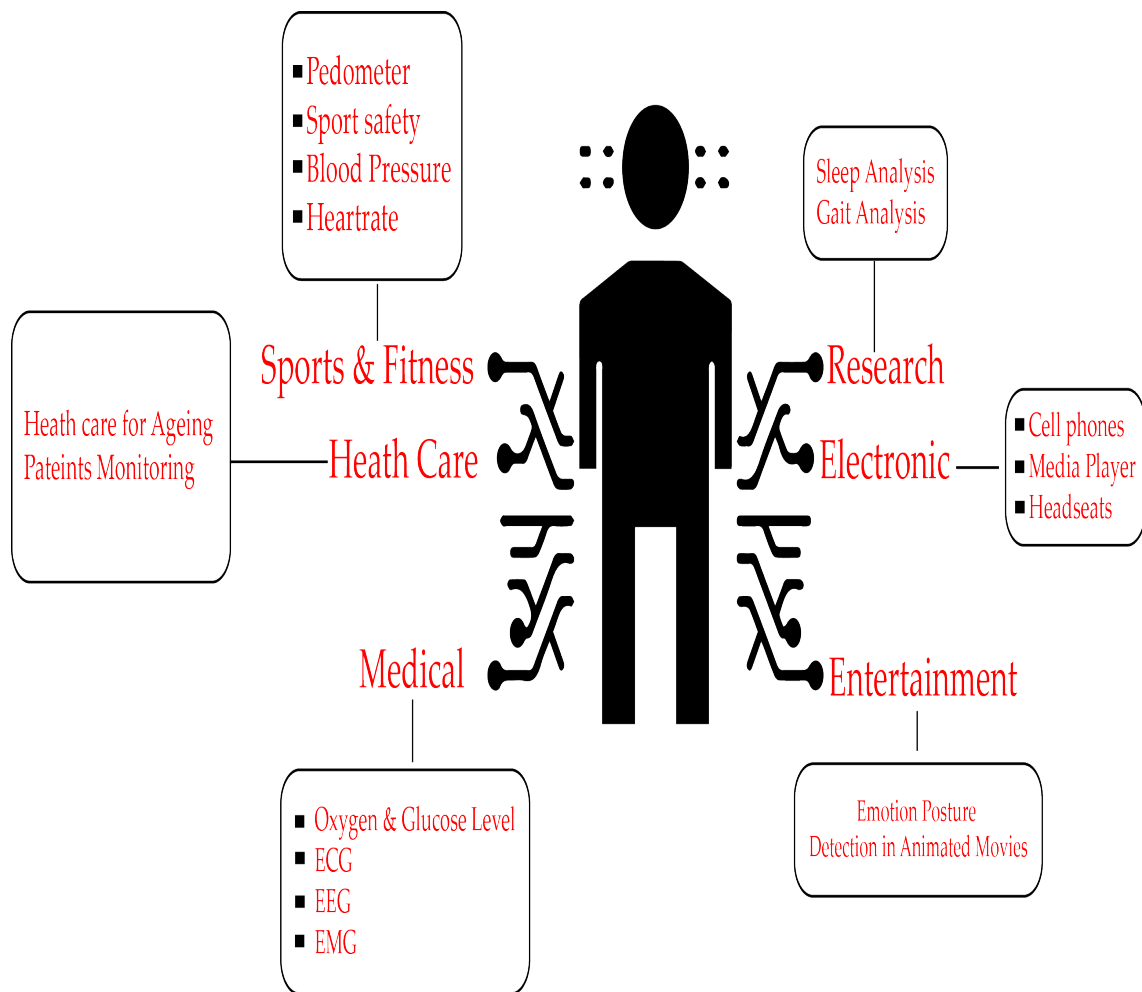 Pedometer
Sport safety
Blood Pressure
Heartrate
Sports & Fitness
Heath care for Ageing
Pateints Monitoring
Heath Care
Medical
Oxygen & Glucose Level
ECG
EEG
EMG
Sleep Analysis
Gait Analysis
Research
Electronic
Cell phones
Media Player
Headseats
Entertainment
Emotion Posture
Detection in Animated Movies